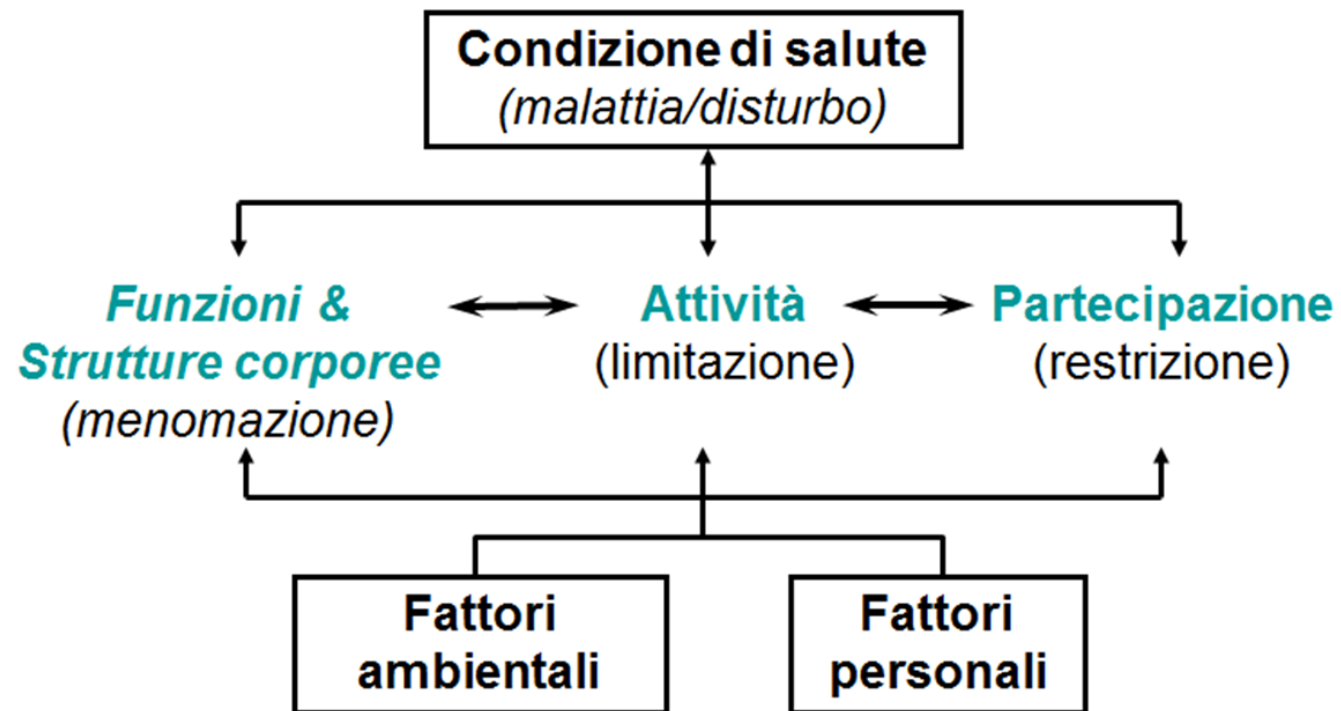 Condizione di salute
(malattia/disturbo)
Funzioni &
Strutture corporee
(menomazione)
Attività
(limitazione)
Partecipazione
(restrizione)
Fattori
ambientali
Fattori
personali